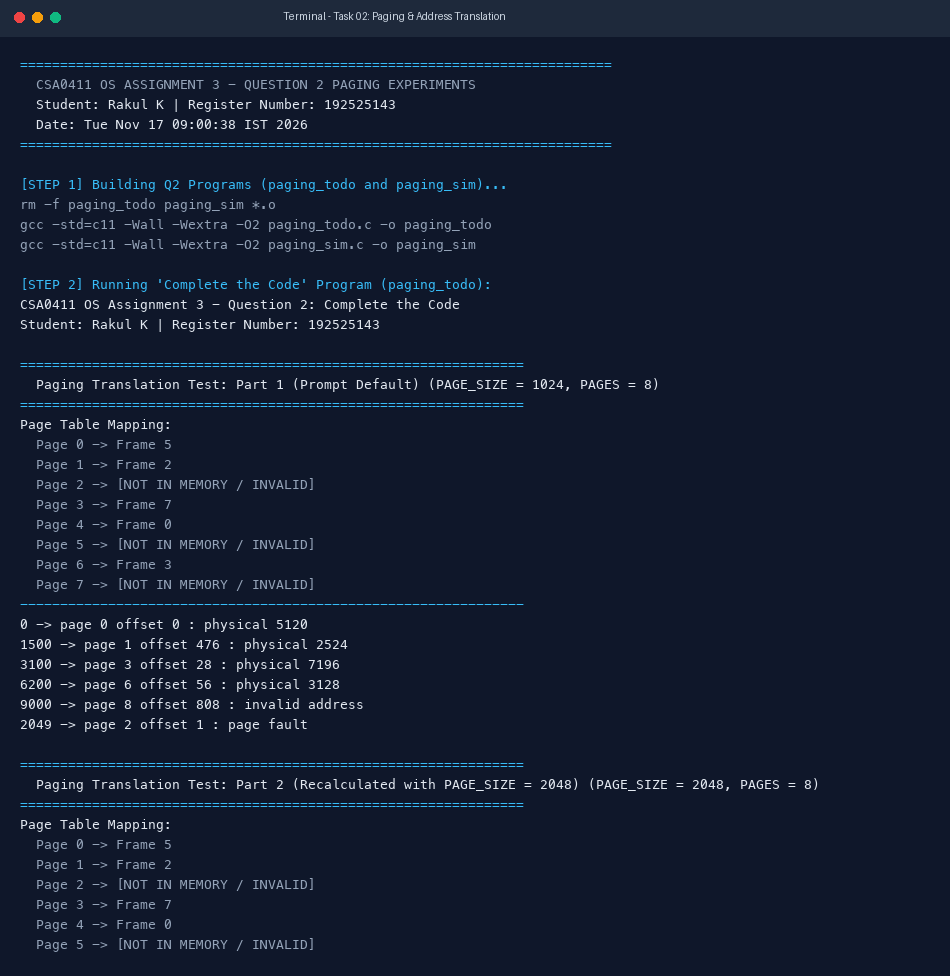 Terminal - Task 02: Paging & Address Translation
==========================================================================
CSA0411 OS ASSIGNMENT 3 - QUESTION 2 PAGING EXPERIMENTS
Student: Rakul K | Register Number: 192525143
Date: Tue Nov 17 09:00:38 IST 2026
==========================================================================
[STEP 1] Building Q2 Programs (paging_todo and paging_sim)...
rm -f paging_todo paging_sim *.o
gcc -std=c11 -Wall -Wextra -O2 paging_todo.c -o paging_todo
gcc -std=c11 -Wall -Wextra -O2 paging_sim.c -o paging_sim
[STEP 2] Running 'Complete the Code' Program (paging_todo):
CSA0411 OS Assignment 3 - Question 2: Complete the Code
Student: Rakul K | Register Number: 192525143
===============================================================
Paging Translation Test: Part 1 (Prompt Default) (PAGE_SIZE = 1024, PAGES = 8)
===============================================================
Page Table Mapping:
Page 0 -> Frame 5
Page 1 -> Frame 2
Page 2 -> [NOT IN MEMORY / INVALID]
Page 3 -> Frame 7
Page 4 -> Frame 0
Page 5 -> [NOT IN MEMORY / INVALID]
Page 6 -> Frame 3
Page 7 -> [NOT IN MEMORY / INVALID]
---------------------------------------------------------------
0 -> page 0 offset 0 : physical 5120
1500 -> page 1 offset 476 : physical 2524
3100 -> page 3 offset 28 : physical 7196
6200 -> page 6 offset 56 : physical 3128
9000 -> page 8 offset 808 : invalid address
2049 -> page 2 offset 1 : page fault
===============================================================
Paging Translation Test: Part 2 (Recalculated with PAGE_SIZE = 2048) (PAGE_SIZE = 2048, PAGES = 8)
===============================================================
Page Table Mapping:
Page 0 -> Frame 5
Page 1 -> Frame 2
Page 2 -> [NOT IN MEMORY / INVALID]
Page 3 -> Frame 7
Page 4 -> Frame 0
Page 5 -> [NOT IN MEMORY / INVALID]